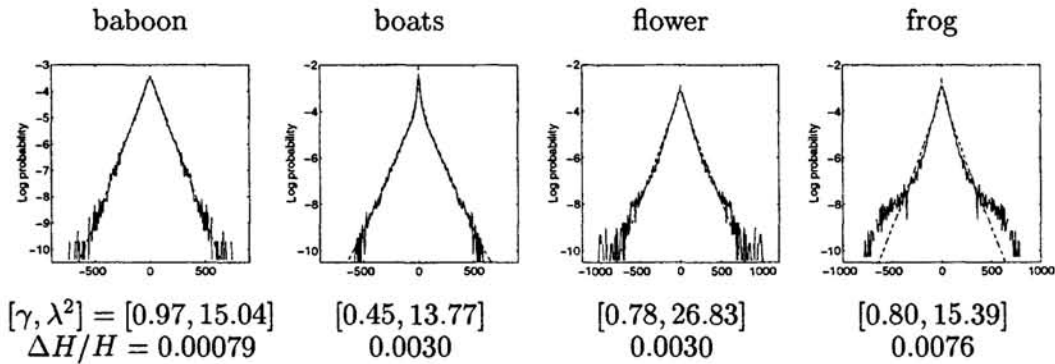 baboon boats flower frog
-3 -2 -2 -2
-4
-4 -4 -4
-5
-6 -6 -6 -6
-7
-8 -8 -8 -8
-9
-10 -10 -10 -10
Log probability Log probability Log probability Log probability
-500 0 500 -500 0 500 -1000 -500 0 500 1000 -1000 -500 0 500 1000
[γ, λ²] = [0.97, 15.04] [0.45, 13.77] [0.78, 26.83] [0.80, 15.39]
ΔH/H = 0.00079 0.0030 0.0030 0.0076